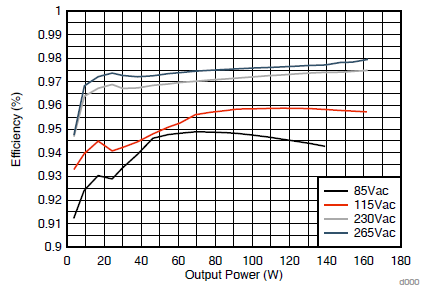 1
0.99
0.98
0.97
0.96
0.95
0.94
0.93
0.92
0.91
0.9
Efficiency (%)
0 20 40 60 80 100 120 140 160 180
Output Power (W)
85Vac
115Vac
230Vac
265Vac
d000